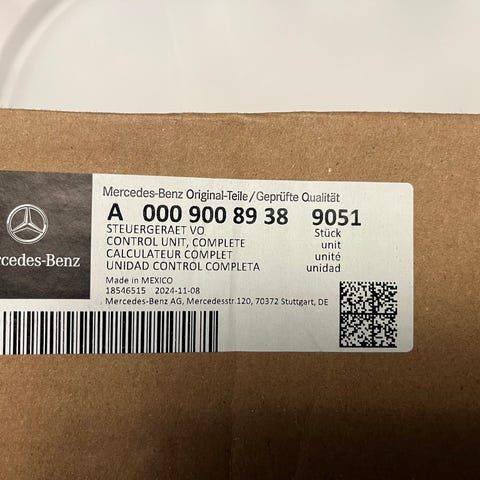 Mercedes-Benz Original-Teile/Geprüfte Qualität
A 000 900 89 38 9051
STEUERGERAET VO Stück
CONTROL UNIT, COMPLETE unit
CALCULATEUR COMPLET unité
UNIDAD CONTROL COMPLETA unidad
rcedes-Benz
Made in MEXICO
18546515 2024-11-08
Mercedes-Benz AG, Mercedesstr.120, 70372 Stuttgart, DE